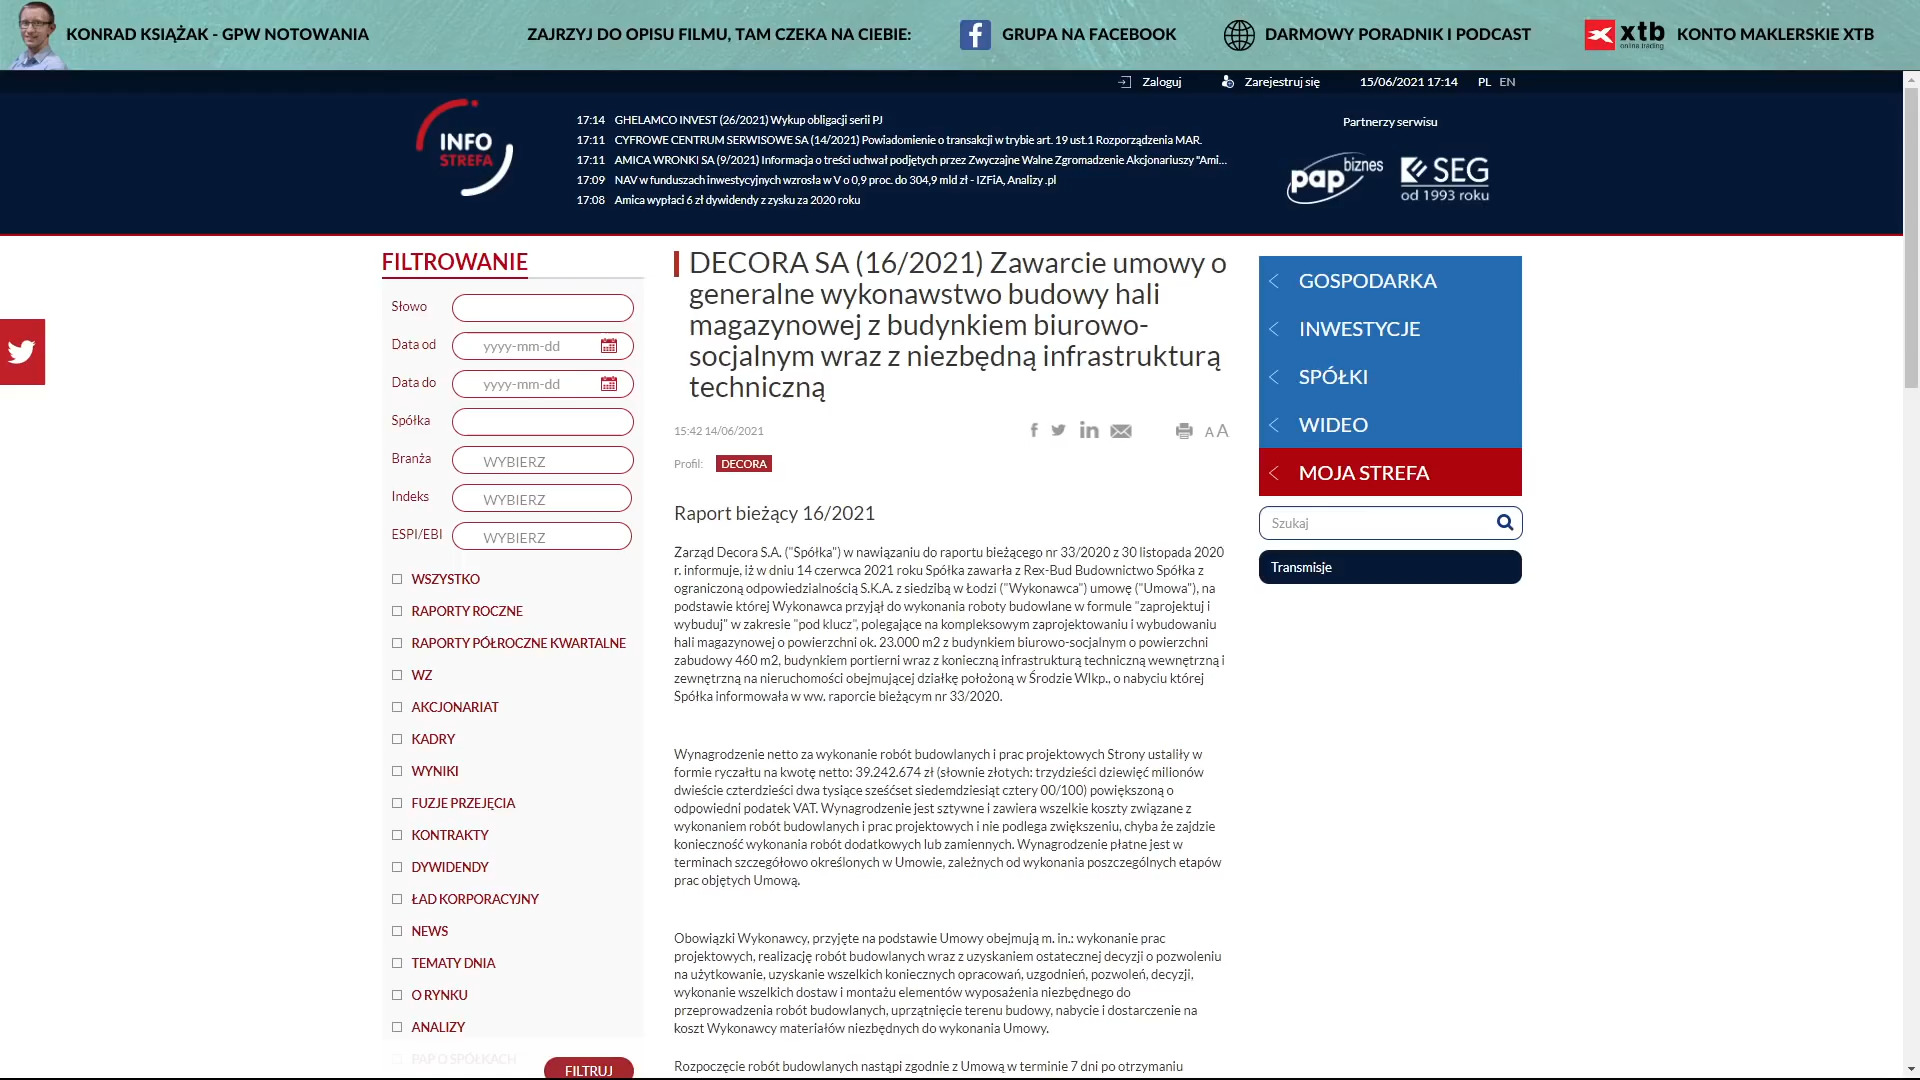 KONRAD KSIĄŻAK - GPW NOTOWANIA
ZAJRZYJ DO OPISU FILMU, TAM CZEKA NA CIEBIE:
GRUPA NA FACEBOOK
DARMOWY PORADNIK I PODCAST
xtb
online trading
KONTO MAKLERSKIE XTB
Zaloguj
Zarejestruj się
15/06/2021 17:14
PL EN
INFO
STREFA
17:14 GHELAMCO INVEST (26/2021) Wykup obligacji serii PJ
17:11 CYFROWE CENTRUM SERWISOWE SA (14/2021) Powiadomienie o transakcji w trybie art. 19 ust.1 Rozporządzenia MAR.
17:11 AMICA WRONKI SA (9/2021) Informacja o treści uchwał podjętych przez Zwyczajne Walne Zgromadzenie Akcjonariuszy "Ami...
17:09 NAV w funduszach inwestycyjnych wzrosła w V o 0,9 proc. do 304,9 mld zł - IZFiA, Analizy .pl
17:08 Amica wypłaci 6 zł dywidendy z zysku za 2020 roku
Partnerzy serwisu
pap biznes
SEG
od 1993 roku
FILTROWANIE
Słowo
Data od yyyy-mm-dd
Data do yyyy-mm-dd
Spółka
Branża WYBIERZ
Indeks WYBIERZ
ESPI/EBI WYBIERZ
WSZYSTKO
RAPORTY ROCZNE
RAPORTY PÓŁROCZNE KWARTALNE
WZ
AKCJONARIAT
KADRY
WYNIKI
FUZJE PRZEJĘCIA
KONTRAKTY
DYWIDENDY
ŁAD KORPORACYJNY
NEWS
TEMATY DNIA
O RYNKU
ANALIZY
PAP O SPÓŁKACH
FILTRUJ
DECORA SA (16/2021) Zawarcie umowy o
generalne wykonawstwo budowy hali
magazynowej z budynkiem biurowo-
socjalnym wraz z niezbędną infrastrukturą
techniczną
15:42 14/06/2021
A A
Profil: DECORA
Raport bieżący 16/2021
Zarząd Decora S.A. ("Spółka") w nawiązaniu do raportu bieżącego nr 33/2020 z 30 listopada 2020
r. informuje, iż w dniu 14 czerwca 2021 roku Spółka zawarła z Rex-Bud Budownictwo Spółka z
ograniczoną odpowiedzialnością S.K.A. z siedzibą w Łodzi ("Wykonawca") umowę ("Umowa"), na
podstawie której Wykonawca przyjął do wykonania roboty budowlane w formule "zaprojektuj i
wybuduj" w zakresie "pod klucz", polegające na kompleksowym zaprojektowaniu i wybudowaniu
hali magazynowej o powierzchni ok. 23.000 m2 z budynkiem biurowo-socjalnym o powierzchni
zabudowy 460 m2, budynkiem portierni wraz z konieczną infrastrukturą techniczną wewnętrzną i
zewnętrzną na nieruchomości obejmującej działkę położoną w Środzie Wlkp., o nabyciu której
Spółka informowała w ww. raporcie bieżącym nr 33/2020.
Wynagrodzenie netto za wykonanie robót budowlanych i prac projektowych Strony ustaliły w
formie ryczałtu na kwotę netto: 39.242.674 zł (słownie złotych: trzydzieści dziewięć milionów
dwieście czterdzieści dwa tysiące sześćset siedemdziesiąt cztery 00/100) powiększoną o
odpowiedni podatek VAT. Wynagrodzenie jest sztywne i zawiera wszelkie koszty związane z
wykonaniem robót budowlanych i prac projektowych i nie podlega zwiększeniu, chyba że zajdzie
konieczność wykonania robót dodatkowych lub zamiennych. Wynagrodzenie płatne jest w
terminach szczegółowo określonych w Umowie, zależnych od wykonania poszczególnych etapów
prac objętych Umową.
Obowiązki Wykonawcy, przyjęte na podstawie Umowy obejmują m. in.: wykonanie prac
projektowych, realizację robót budowlanych wraz z uzyskaniem ostatecznej decyzji o pozwoleniu
na użytkowanie, uzyskanie wszelkich koniecznych opracowań, uzgodnień, pozwoleń, decyzji,
wykonanie wszelkich dostaw i montażu elementów wyposażenia niezbędnego do
przeprowadzenia robót budowlanych, uprzątnięcie terenu budowy, nabycie i dostarczenie na
koszt Wykonawcy materiałów niezbędnych do wykonania Umowy.
Rozpoczęcie robót budowlanych nastąpi zgodnie z Umową w terminie 7 dni po otrzymaniu
GOSPODARKA
INWESTYCJE
SPÓŁKI
WIDEO
MOJA STREFA
Szukaj
Transmisje